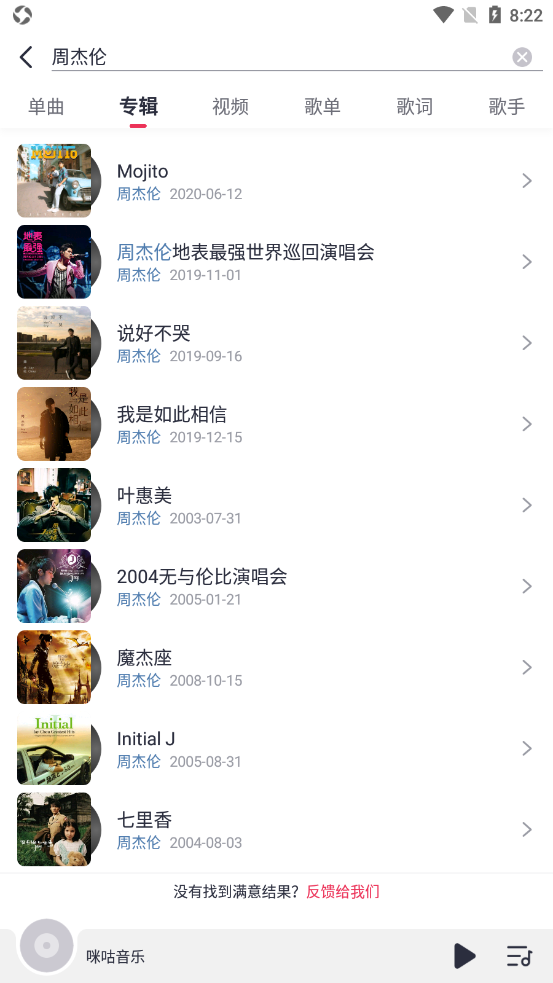 8:22
周杰伦
单曲 专辑 视频 歌单 歌词 歌手
Mojito
周杰伦 2020-06-12
周杰伦地表最强世界巡回演唱会
周杰伦 2019-11-01
说好不哭
周杰伦 2019-09-16
我是如此相信
周杰伦 2019-12-15
叶惠美
周杰伦 2003-07-31
2004无与伦比演唱会
周杰伦 2005-01-21
魔杰座
周杰伦 2008-10-15
Initial
Initial J
周杰伦 2005-08-31
七里香
周杰伦 2004-08-03
没有找到满意结果？反馈给我们
咪咕音乐